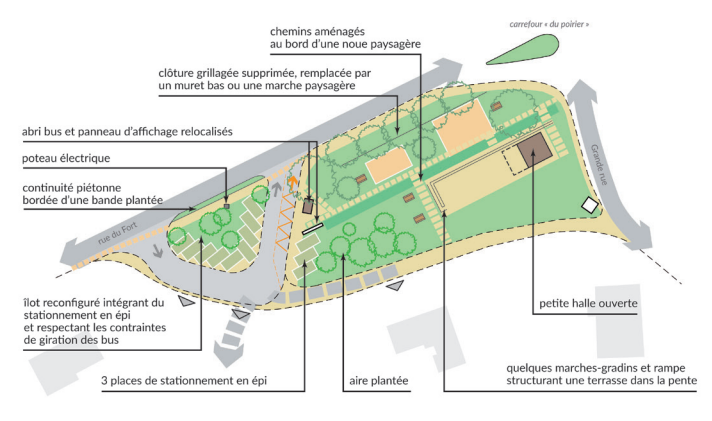 carrefour « du poirier »
chemins aménagés
au bord d'une noue paysagère
clôture grillagée supprimée, remplacée par
un muret bas ou une marche paysagère
abri bus et panneau d'affichage relocalisés
poteau électrique
continuité piétonne
bordée d'une bande plantée
rue du Fort
Grande rue
îlot reconfiguré intégrant du
stationnement en épi
et respectant les contraintes
de giration des bus
petite halle ouverte
3 places de stationnement en épi
aire plantée
quelques marches-gradins et rampe
structurant une terrasse dans la pente